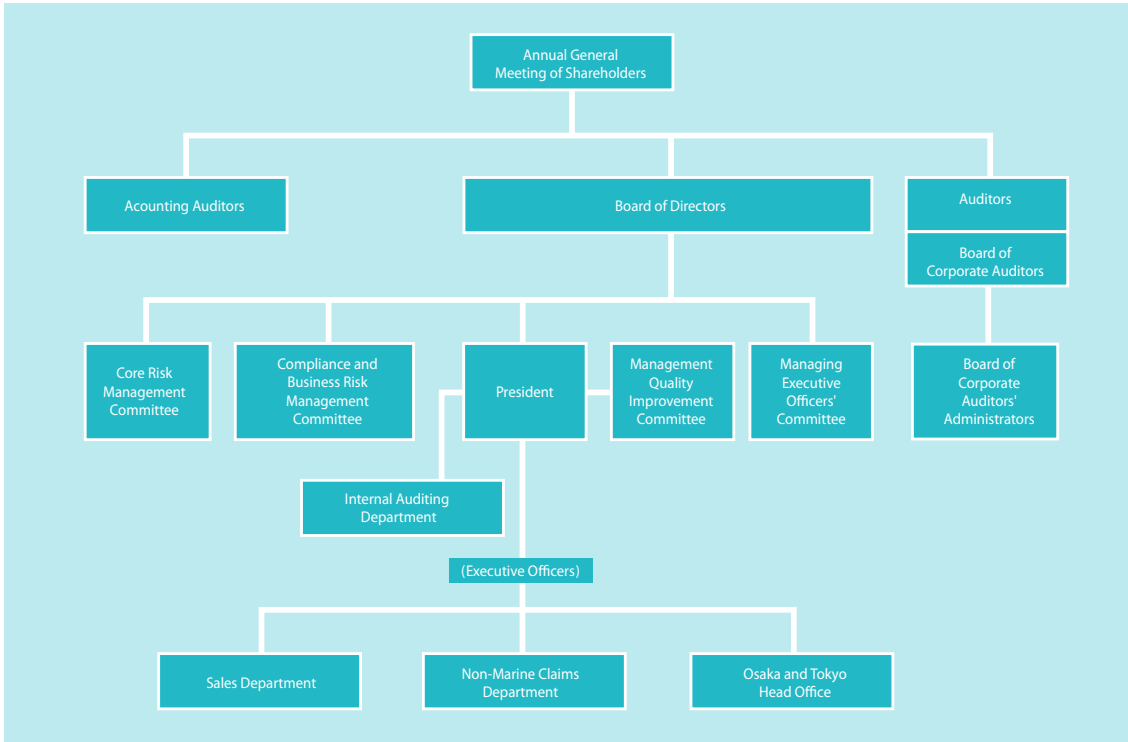 Annual General
Meeting of Shareholders
Acounting Auditors
Board of Directors
Auditors
Board of
Corporate Auditors
Core Risk
Management
Committee
Compliance and
Business Risk
Management
Committee
President
Management
Quality
Improvement
Committee
Managing
Executive
Officers'
Committee
Board of
Corporate
Auditors'
Administrators
Internal Auditing
Department
(Executive Officers)
Sales Department
Non-Marine Claims
Department
Osaka and Tokyo
Head Office